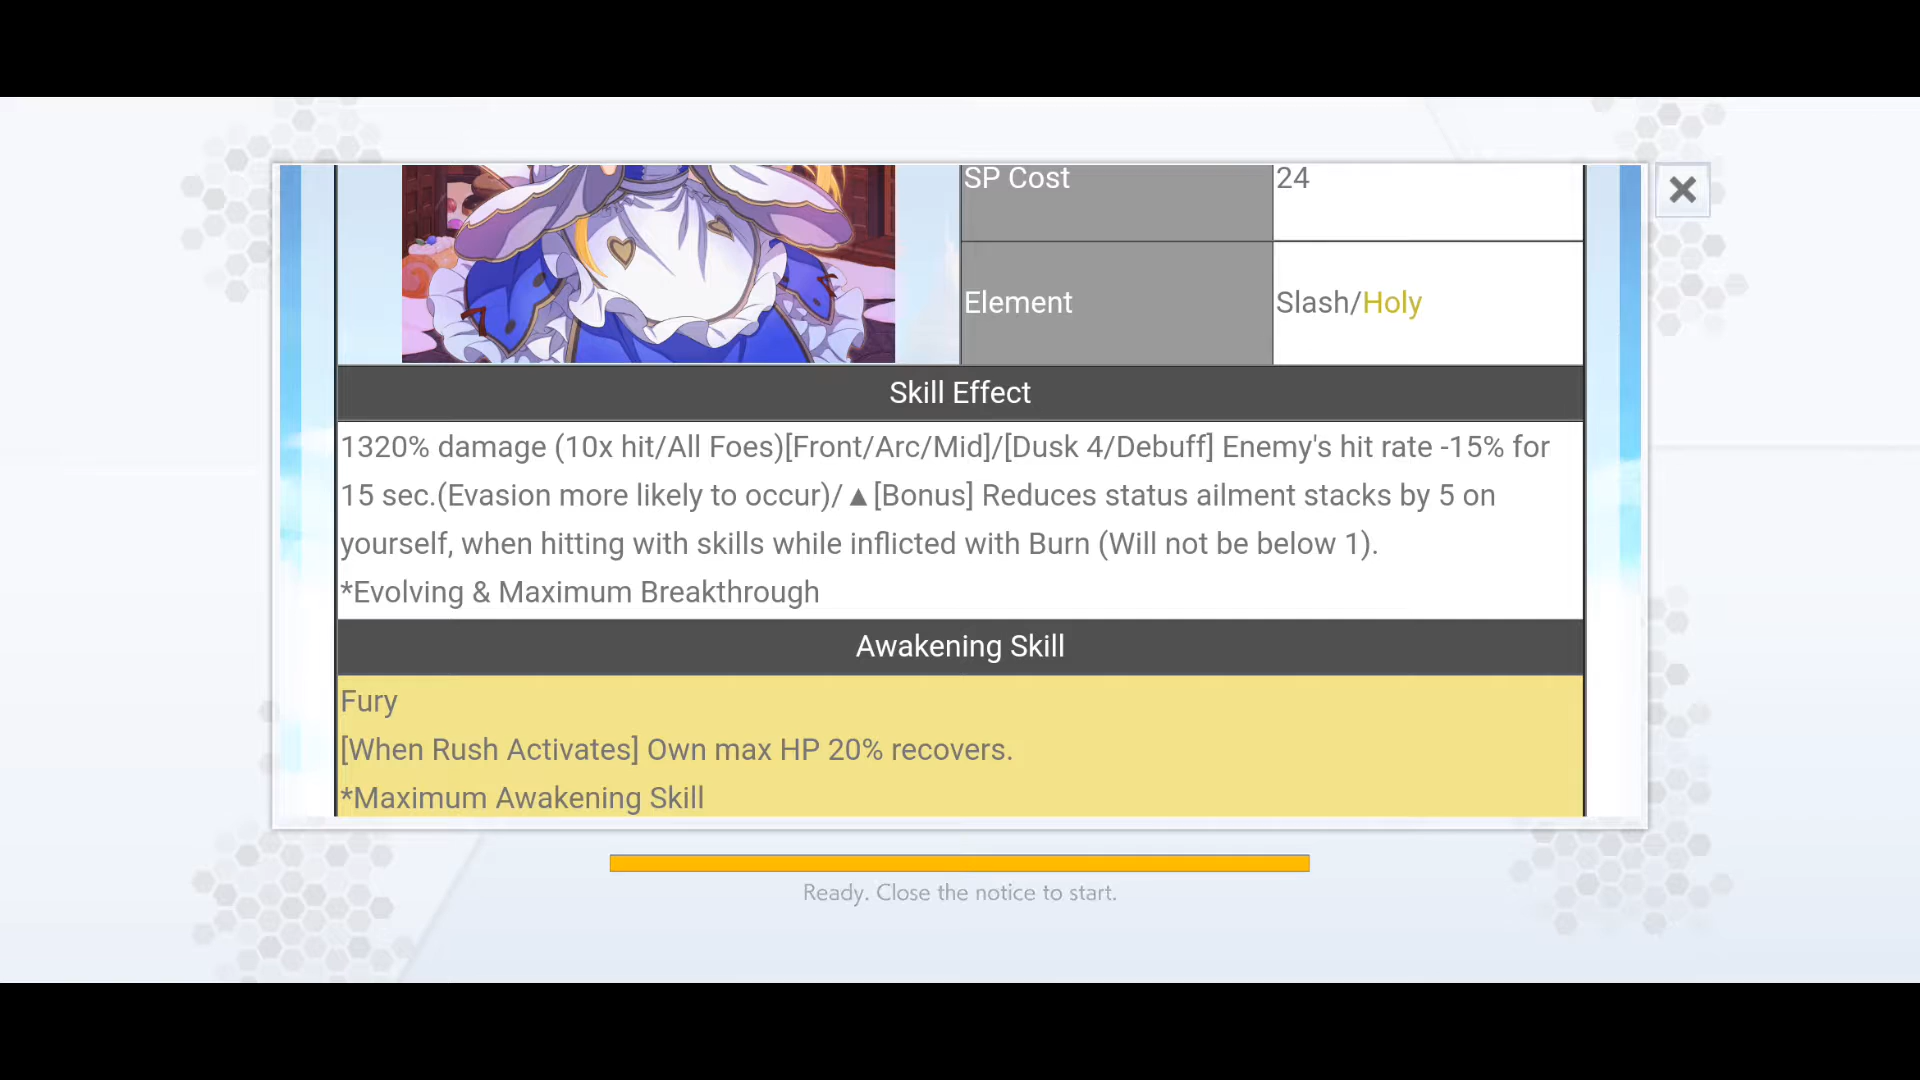 SP Cost 24
Element Slash/Holy
Skill Effect
1320% damage (10x hit/All Foes)[Front/Arc/Mid]/[Dusk 4/Debuff] Enemy's hit rate -15% for
15 sec.(Evasion more likely to occur)/▲[Bonus] Reduces status ailment stacks by 5 on
yourself, when hitting with skills while inflicted with Burn (Will not be below 1).
*Evolving & Maximum Breakthrough
Awakening Skill
Fury
[When Rush Activates] Own max HP 20% recovers.
*Maximum Awakening Skill
Ready. Close the notice to start.